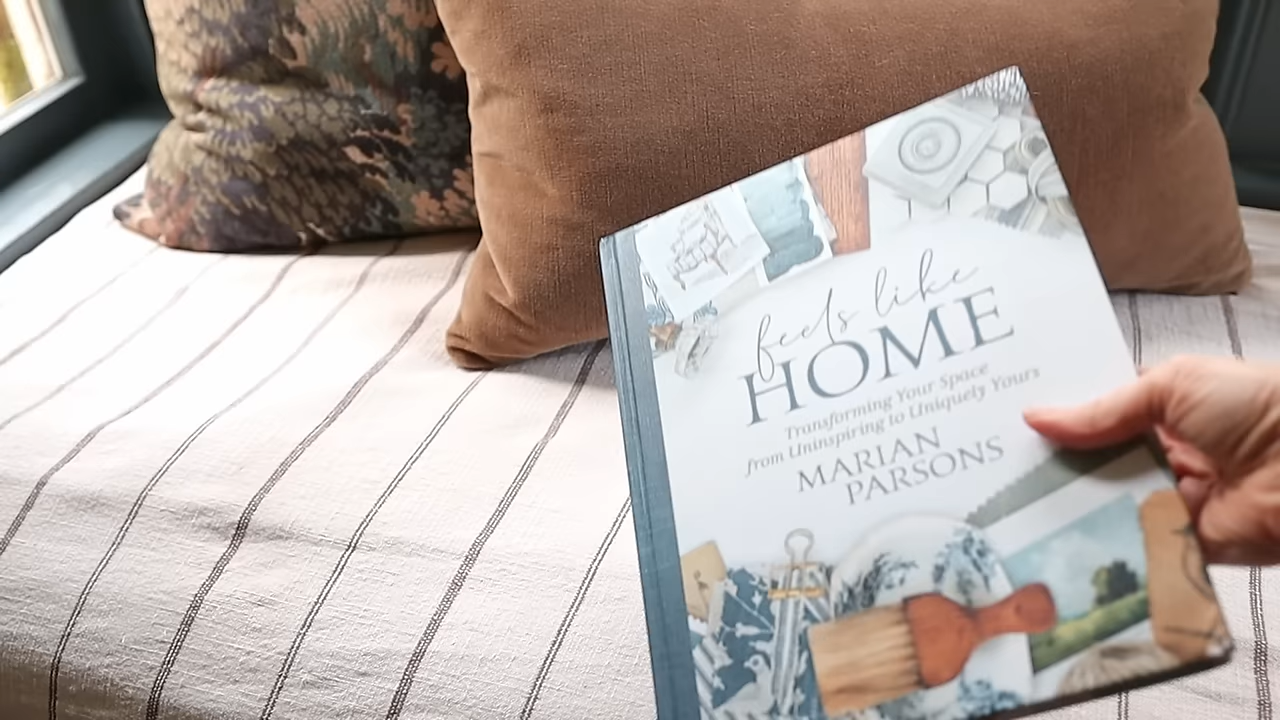 feels like
HOME
Transforming Your Space
from Uninspiring to Uniquely Yours
MARIAN
PARSONS